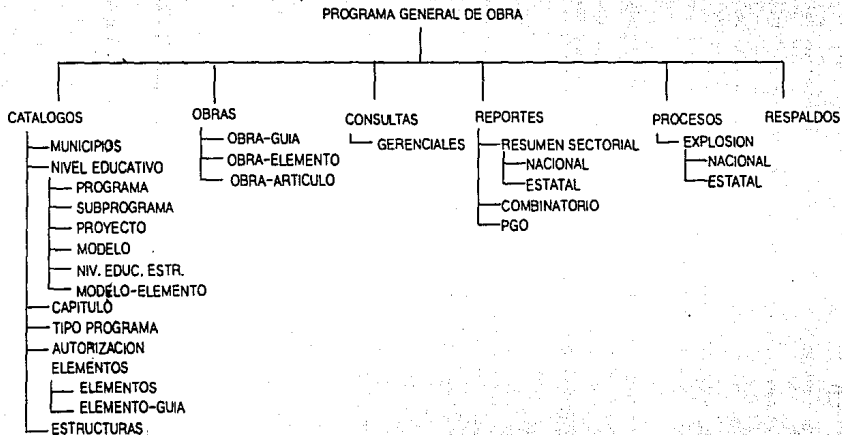 PROGRAMA GENERAL DE OBRA
CATALOGOS
MUNICIPIOS
NIVEL EDUCATIVO
PROGRAMA
SUBPROGRAMA
PROYECTO
MODELO
NIV. EDUC. ESTR.
MODELO-ELEMENTO
CAPITULO
TIPO PROGRAMA
AUTORIZACION
ELEMENTOS
ELEMENTOS
ELEMENTO-GUIA
ESTRUCTURAS
OBRAS
OBRA-GUIA
OBRA-ELEMENTO
OBRA-ARTICULO
CONSULTAS
GERENCIALES
REPORTES
RESUMEN SECTORIAL
NACIONAL
ESTATAL
COMBINATORIO
PGO
PROCESOS
EXPLOSION
NACIONAL
ESTATAL
RESPALDOS